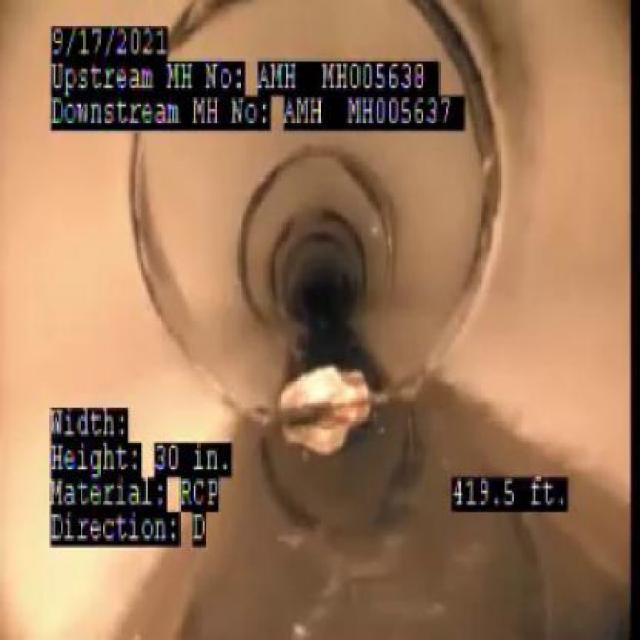 9/17/2021
Upstream MH No: AMH MH005638
Downstream MH No: AMH MH005637
Width:
Height: 30 in.
Material: RCP
Direction: D
419.5 ft.